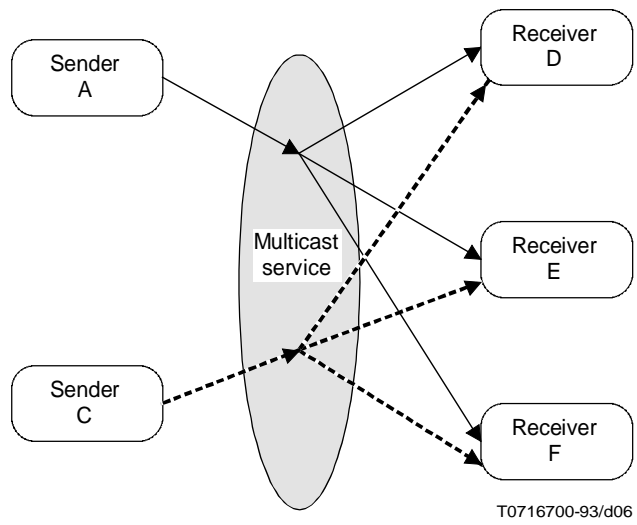 Sender
A
Receiver
D
Multicast
service
Receiver
E
Sender
C
Receiver
F
T0716700-93/d06